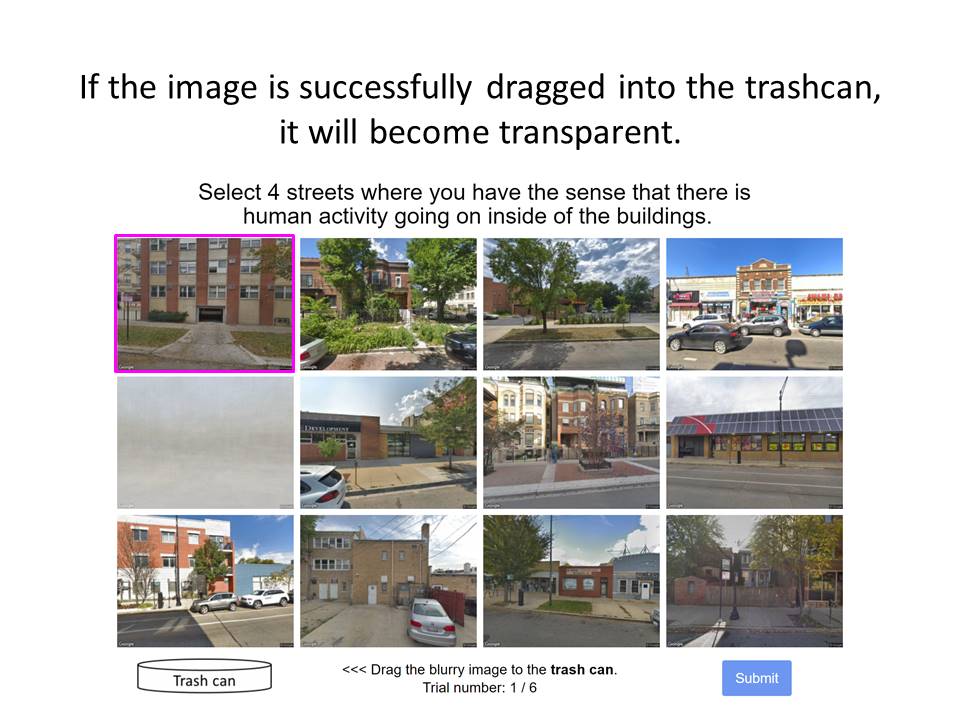 If the image is successfully dragged into the trashcan,
it will become transparent.
Select 4 streets where you have the sense that there is
human activity going on inside of the buildings.
DEVELOPMENT
Trash can
<<< Drag the blurry image to the trash can.
Trial number: 1 / 6
Submit